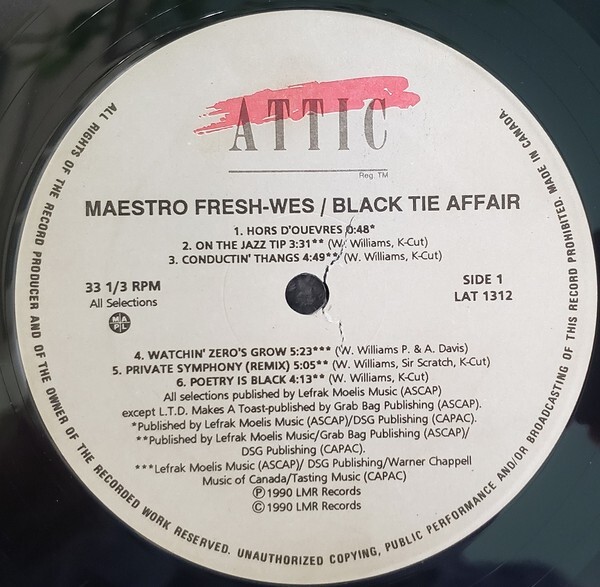 ATTIC
Reg. TM
MAESTRO FRESH-WES / BLACK TIE AFFAIR
1. HORS D'OUEVRES 0:48*
2. ON THE JAZZ TIP 3:31** (W. Williams, K-Cut)
3. CONDUCTIN' THANGS 4:49** (W. Williams, K-Cut)
33 1/3 RPM
All Selections
MAPL
SIDE 1
LAT 1312
4. WATCHIN' ZERO'S GROW 5:23*** (W. Williams P. & A. Davis)
5. PRIVATE SYMPHONY (REMIX) 5:05** (W. Williams, Sir Scratch, K-Cut)
6. POETRY IS BLACK 4:13** (W. Williams, K-Cut)
All selections published by Lefrak Moelis Music (ASCAP)
except L.T.D. Makes A Toast-published by Grab Bag Publishing (ASCAP).
*Published by Lefrak Moelis Music (ASCAP)/DSG Publishing (CAPAC).
**Published by Lefrak Moelis Music/Grab Bag Publishing (ASCAP)/
DSG Publishing (CAPAC).
***Lefrak Moelis Music (ASCAP)/ DSG Publishing/Warner Chappell
Music of Canada/Tasting Music (CAPAC)
Ⓟ 1990 LMR Records
© 1990 LMR Records
ALL RIGHTS OF THE RECORD PRODUCER AND OF THE OWNER OF THE RECORDED WORK RESERVED. UNAUTHORIZED COPYING, PUBLIC PERFORMANCE AND/OR BROADCASTING OF THIS RECORD PROHIBITED. MADE IN CANADA.